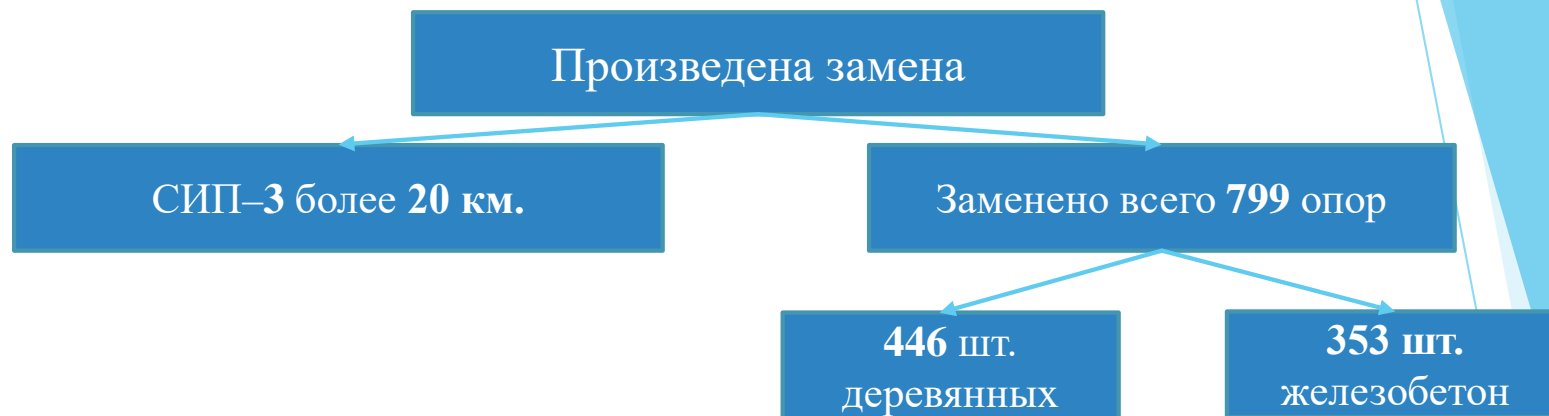 Произведена замена
СИП–3 более 20 км.
Заменено всего 799 опор
446 шт.
деревянных
353 шт.
железобетон